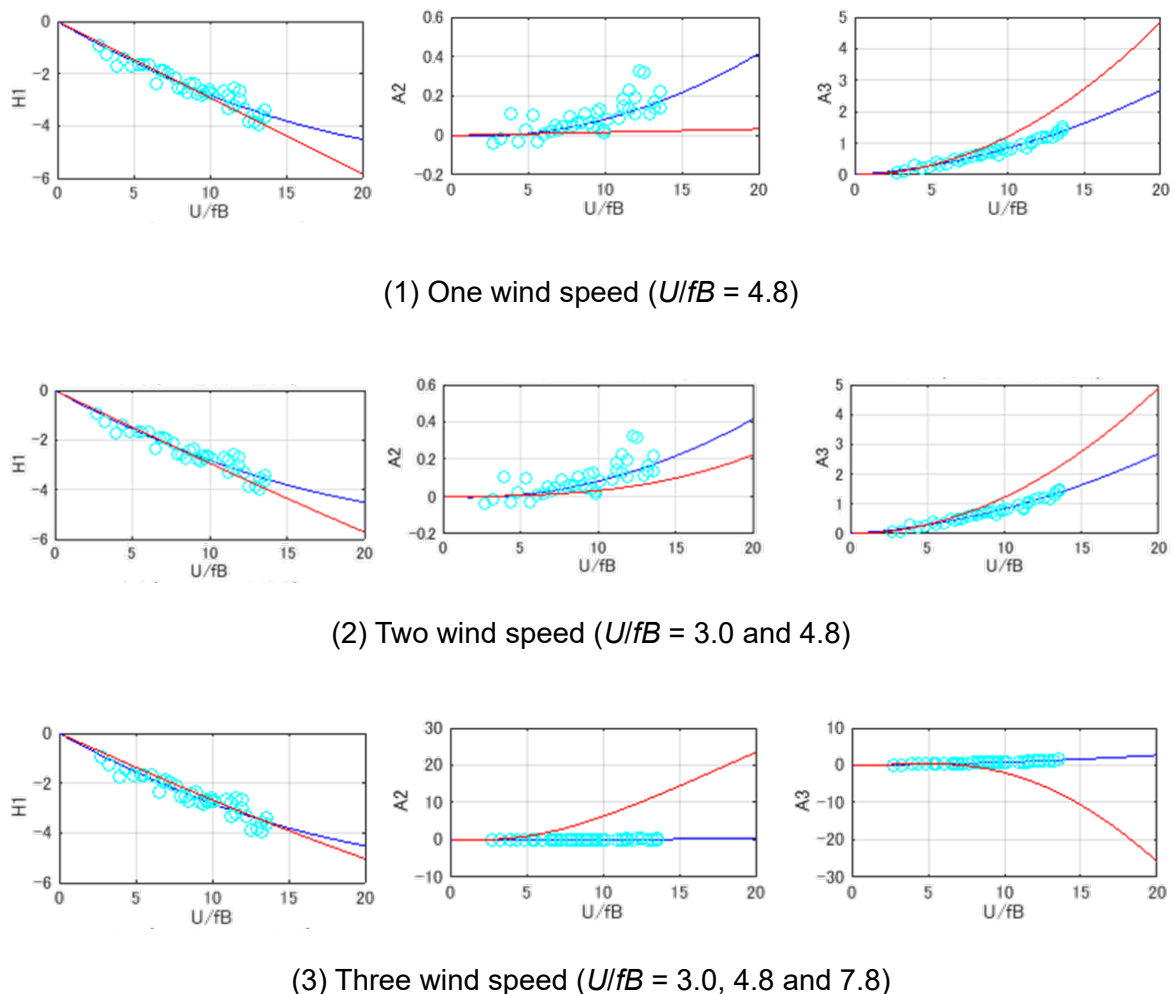 0
−2
−4
−6
H1
0 5 10 15 20
U/fB
0.6
0.4
0.2
0
−0.2
A2
0 5 10 15 20
U/fB
5
4
3
2
1
0
A3
0 5 10 15 20
U/fB
(1) One wind speed (U/fB = 4.8)
0
−2
−4
−6
H1
0 5 10 15 20
U/fB
0.6
0.4
0.2
0
−0.2
A2
0 5 10 15 20
U/fB
5
4
3
2
1
0
A3
0 5 10 15 20
U/fB
(2) Two wind speed (U/fB = 3.0 and 4.8)
0
−2
−4
−6
H1
0 5 10 15 20
U/fB
30
20
10
0
−10
A2
0 5 10 15 20
U/fB
10
0
−10
−20
−30
A3
0 5 10 15 20
U/fB
(3) Three wind speed (U/fB = 3.0, 4.8 and 7.8)